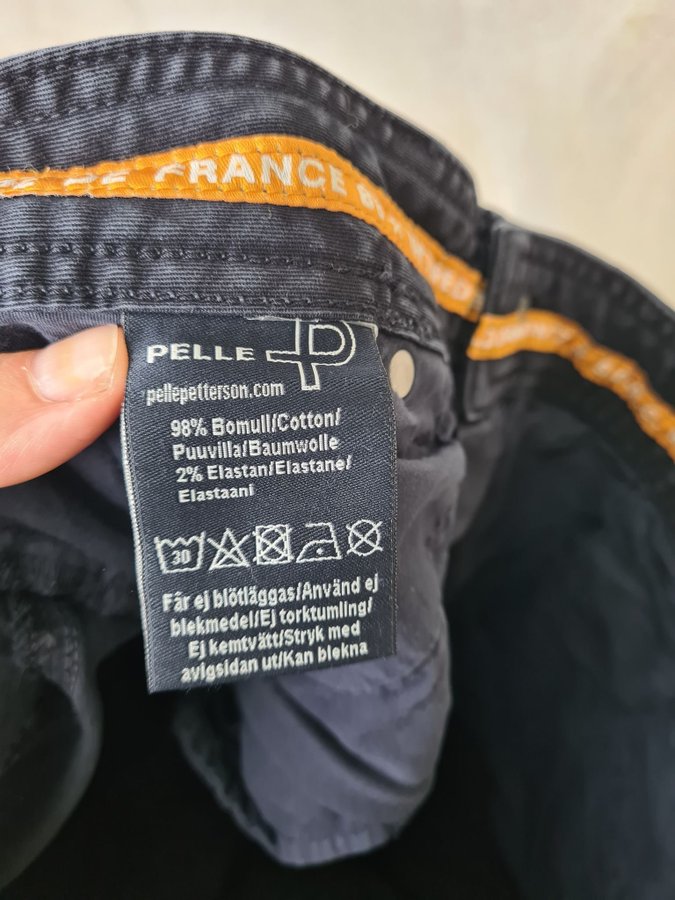 DE FRANCE
PELLE P
pellepetterson.com
98% Bomull/Cotton/
Puuvilla/Baumwolle
2% Elastan/Elastane/
Elastaani
30
Får ej blötläggas/Använd ej
blekmedel/Ej torktumling/
Ej kemtvätt/Stryk med
avigsidan ut/Kan blekna